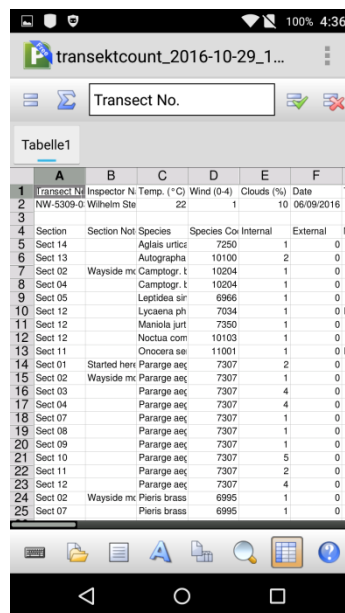 100% 4:36
transektcount_2016-10-29_1...
Transect No.
Tabelle1
A B C D E F
1 Transect N Inspector N Temp. (°C) Wind (0-4) Clouds (%) Date
2 NW-5309-0 Wilhelm Ste 22 1 10 06/09/2016
3
4 Section Section Not Species Species Co Internal External
5 Sect 14 Aglais urtica 7250 1 0
6 Sect 13 Autographa 10100 2 0
7 Sect 02 Wayside mo Camptogr. b 10204 1 0
8 Sect 04 Camptogr. b 10204 1 0
9 Sect 05 Leptidea sin 6966 1 0
10 Sect 12 Lycaena ph 7034 1 0
11 Sect 12 Maniola jurt 7350 1 0
12 Sect 12 Noctua com 10103 1 0
13 Sect 11 Onocera se 11001 1 0
14 Sect 01 Started here Pararge aeg 7307 2 0
15 Sect 02 Wayside mo Pararge aeg 7307 1 0
16 Sect 03 Pararge aeg 7307 4 0
17 Sect 04 Pararge aeg 7307 4 0
18 Sect 07 Pararge aeg 7307 1 0
19 Sect 08 Pararge aeg 7307 1 0
20 Sect 09 Pararge aeg 7307 1 0
21 Sect 10 Pararge aeg 7307 5 0
22 Sect 11 Pararge aeg 7307 2 0
23 Sect 12 Pararge aeg 7307 4 0
24 Sect 02 Wayside mo Pieris brass 6995 1 0
25 Sect 07 Pieris brass 6995 1 0